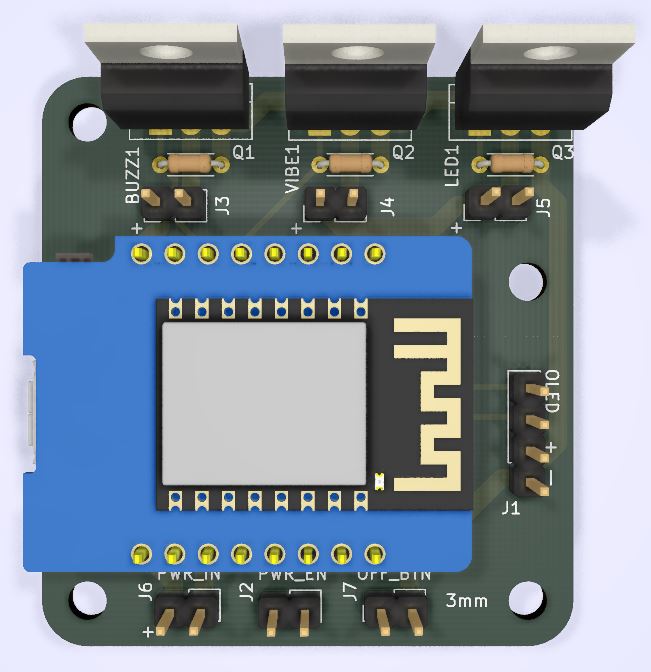 Q1
Q2
Q3
BUZZ1
VIBE1
LED1
J3
J4
J5
+
+
+
OLED
+
−
J1
PWR_IN
PWR_EN
OFF_BTN
J6
J2
J7
3mm
+